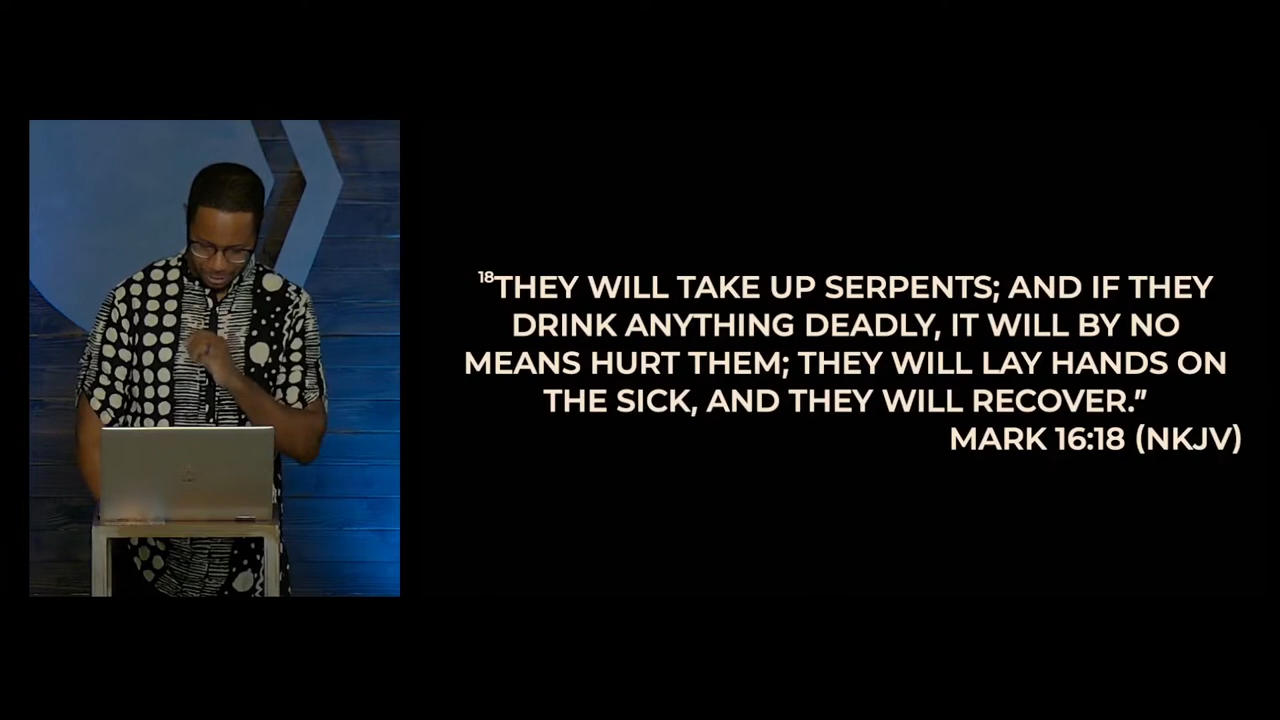 18THEY WILL TAKE UP SERPENTS; AND IF THEY
DRINK ANYTHING DEADLY, IT WILL BY NO
MEANS HURT THEM; THEY WILL LAY HANDS ON
THE SICK, AND THEY WILL RECOVER.”
MARK 16:18 (NKJV)